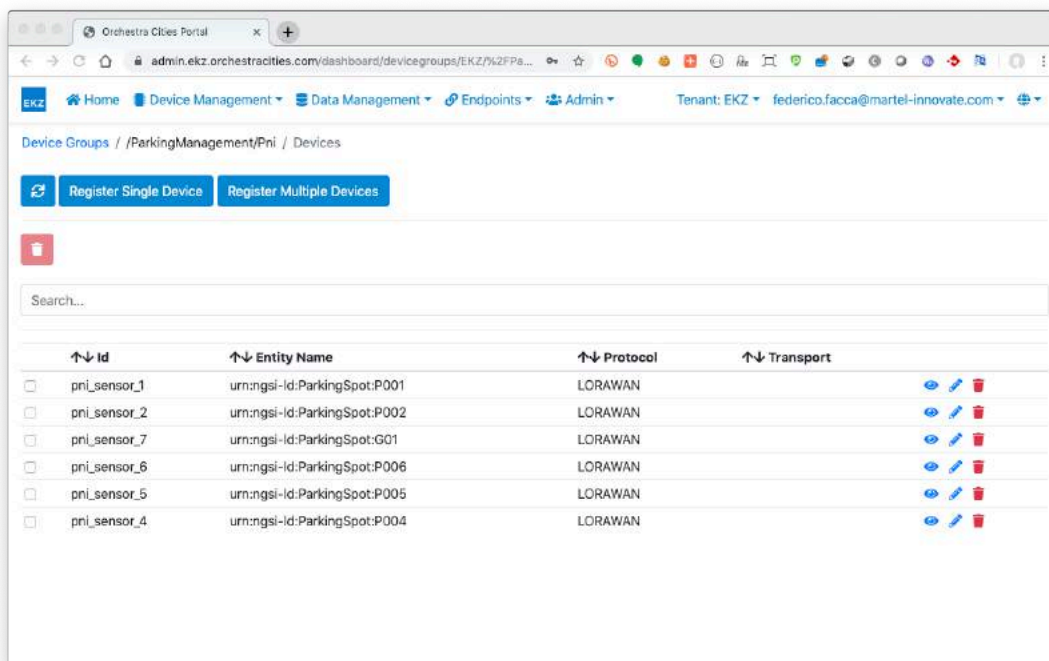 Orchestra Cities Portal
admin.ekz.orchestracities.com/dashboard/devicegroups/EKZ/%2FPa...
EKZ Home Device Management Data Management Endpoints Admin Tenant: EKZ federico.facca@martel-innovate.com
Device Groups / /ParkingManagement/Pni / Devices
Register Single Device Register Multiple Devices
Search...
Id Entity Name Protocol Transport
pni_sensor_1 urn:ngsi-ld:ParkingSpot:P001 LORAWAN
pni_sensor_2 urn:ngsi-ld:ParkingSpot:P002 LORAWAN
pni_sensor_7 urn:ngsi-ld:ParkingSpot:G01 LORAWAN
pni_sensor_6 urn:ngsi-ld:ParkingSpot:P006 LORAWAN
pni_sensor_5 urn:ngsi-ld:ParkingSpot:P005 LORAWAN
pni_sensor_4 urn:ngsi-ld:ParkingSpot:P004 LORAWAN